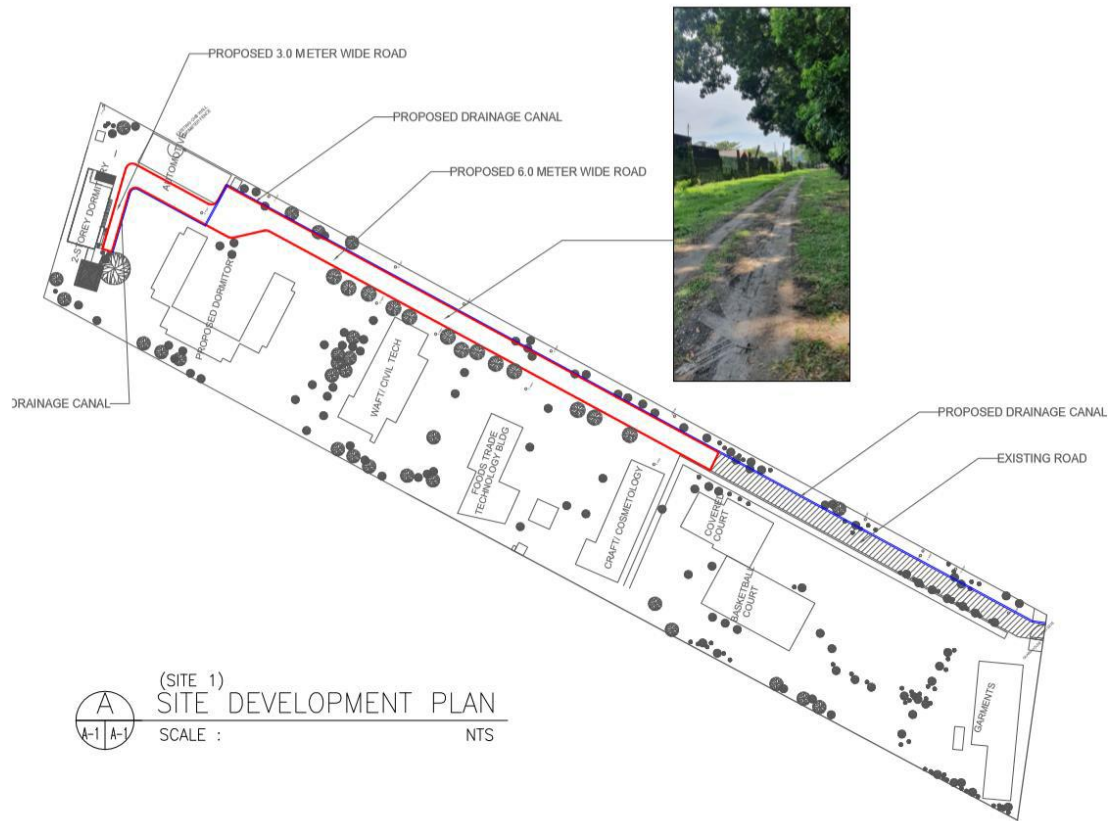 PROPOSED 3.0 METER WIDE ROAD
PROPOSED DRAINAGE CANAL
PROPOSED 6.0 METER WIDE ROAD
AUTOMOTIVE
2-STOREY DORMITORY
PROPOSED DORMITORY
DRAINAGE CANAL
WAFT/ CIVIL TECH
FOODS TRADE
TECHNOLOGY BLDG
CRAFT/ COSMETOLOGY
COVERED
COURT
BASKETBALL
COURT
PROPOSED DRAINAGE CANAL
EXISTING ROAD
GARMENTS
(SITE 1)
A
SITE DEVELOPMENT PLAN
A-1 A-1
SCALE : NTS